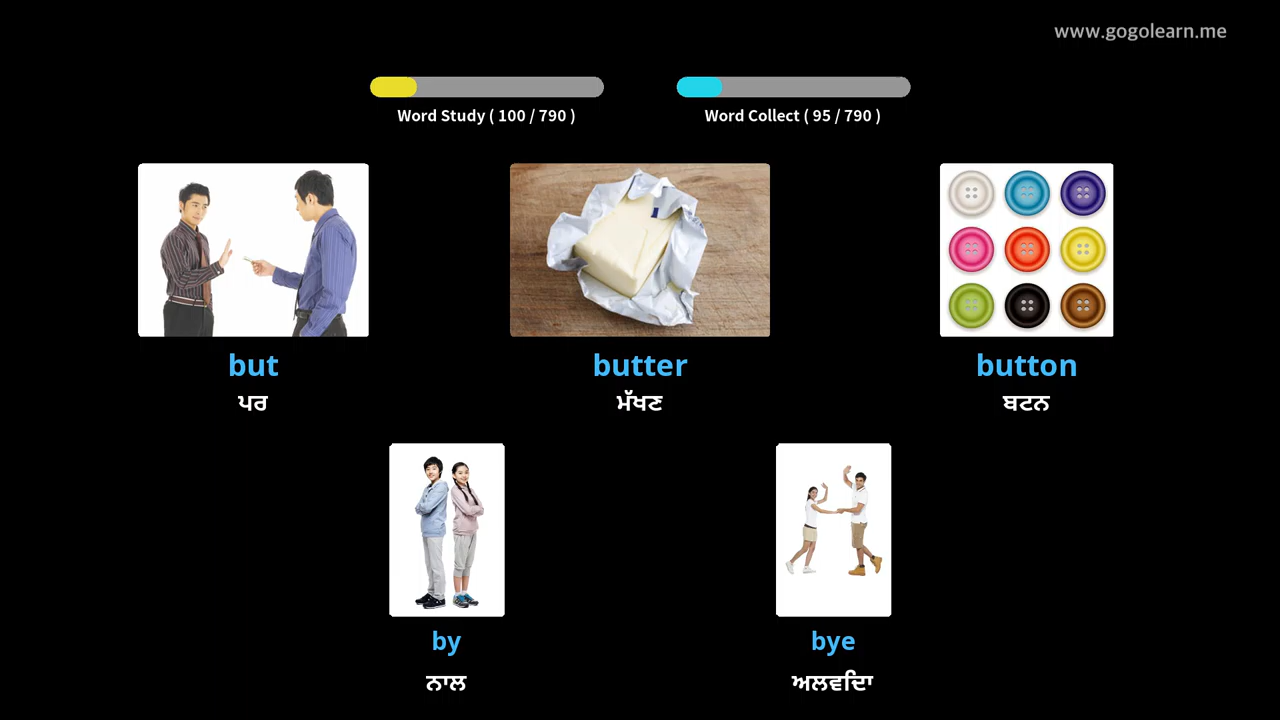 www.gogolearn.me
Word Study ( 100 / 790 )
Word Collect ( 95 / 790 )
but
ਪਰ
butter
ਮੱਖਣ
button
ਬਟਨ
by
ਨਾਲ
bye
ਅਲਵਦਿਾ